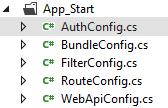 App_Start
C# AuthConfig.cs
C# BundleConfig.cs
C# FilterConfig.cs
C# RouteConfig.cs
C# WebApiConfig.cs